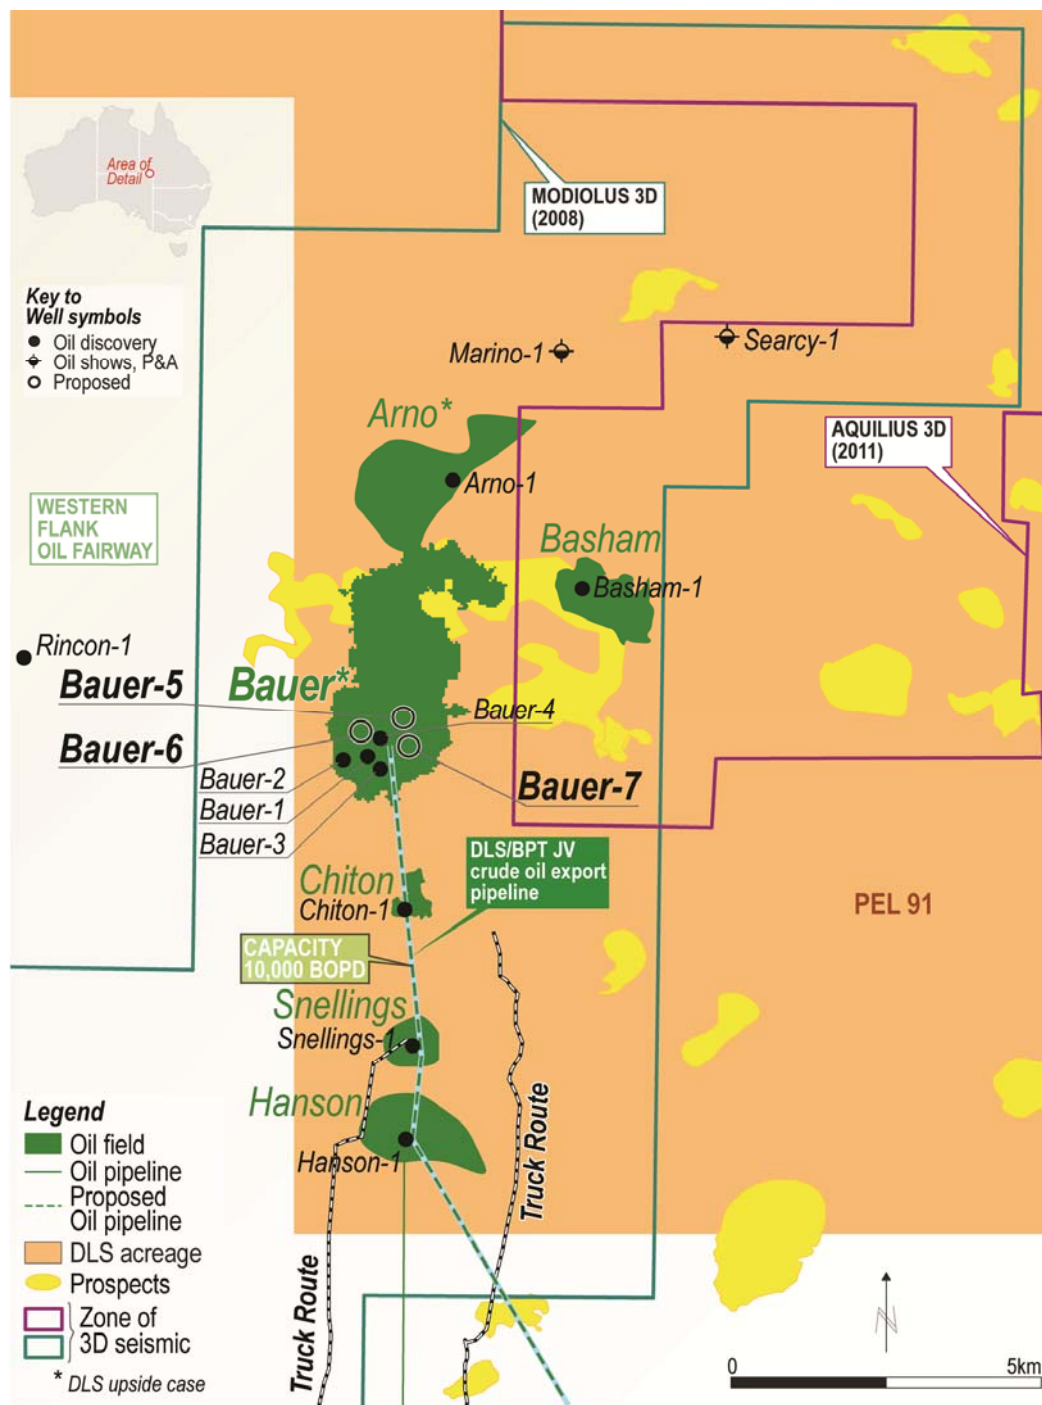 Area of
Detail
MODIOLUS 3D
(2008)
Key to
Well symbols
Oil discovery
Oil shows, P&A
Proposed
Marino-1
Searcy-1
Arno*
Arno-1
AQUILIUS 3D
(2011)
WESTERN
FLANK
OIL FAIRWAY
Basham
Basham-1
Rincon-1
Bauer-5
Bauer*
Bauer-4
Bauer-6
Bauer-2
Bauer-7
Bauer-1
Bauer-3
DLS/BPT JV
crude oil export
pipeline
Chiton
Chiton-1
PEL 91
CAPACITY
10,000 BOPD
Snellings
Snellings-1
Hanson
Hanson-1
Truck Route
Truck Route
Legend
Oil field
Oil pipeline
Proposed
Oil pipeline
DLS acreage
Prospects
Zone of
3D seismic
* DLS upside case
N
0 5km